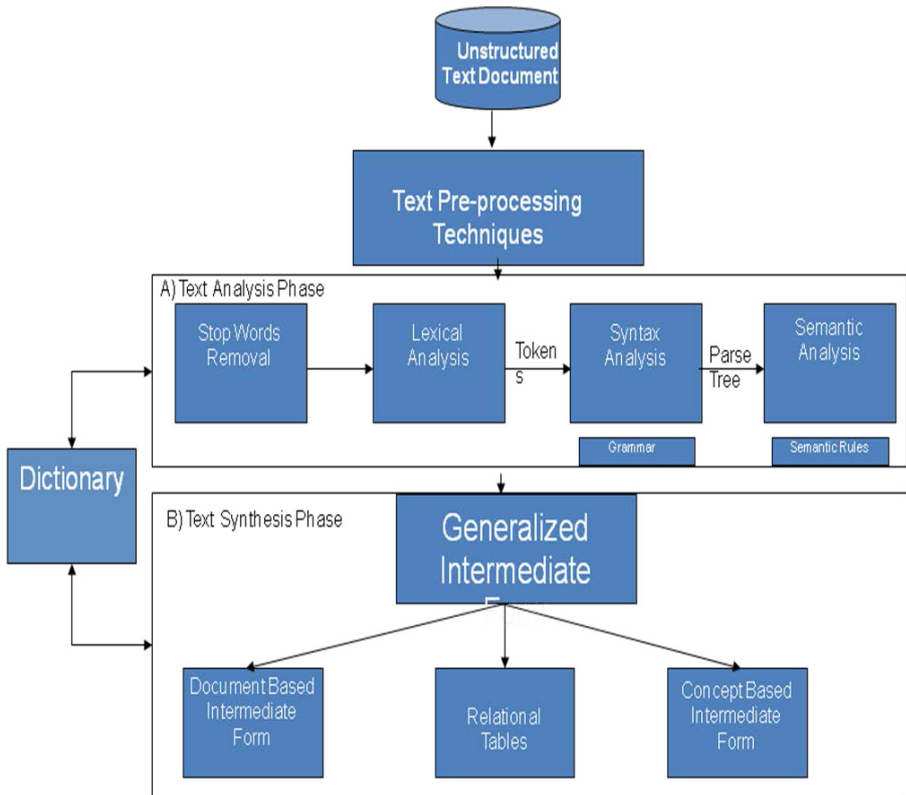 Unstructured
Text Document
Text Pre-processing
Techniques
A) Text Analysis Phase
Stop Words
Removal
Lexical
Analysis
Token
s
Syntax
Analysis
Parse
Tree
Semantic
Analysis
Grammar
Semantic Rules
Dictionary
B) Text Synthesis Phase
Generalized
Intermediate
Document Based
Intermediate
Form
Relational
Tables
Concept Based
Intermediate
Form